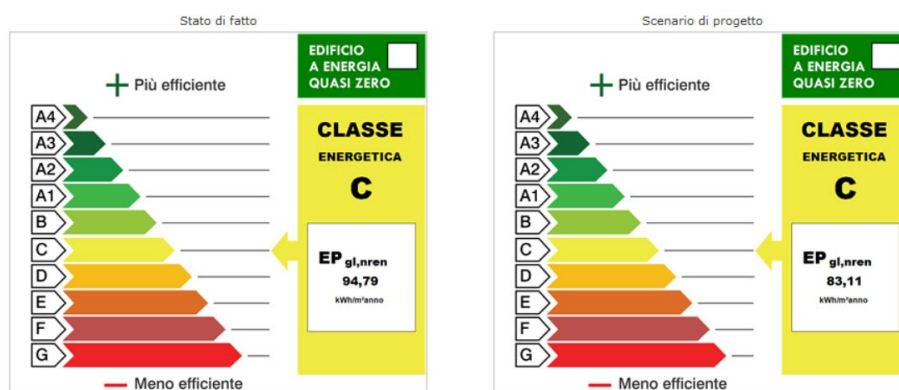 Stato di fatto
EDIFICIO
A ENERGIA
QUASI ZERO
Più efficiente
A4
A3
A2
A1
B
C
D
E
F
G
CLASSE
ENERGETICA
C
EP gl,nren
94,79
kWh/m²anno
Meno efficiente
Scenario di progetto
EDIFICIO
A ENERGIA
QUASI ZERO
Più efficiente
A4
A3
A2
A1
B
C
D
E
F
G
CLASSE
ENERGETICA
C
EP gl,nren
83,11
kWh/m²anno
Meno efficiente